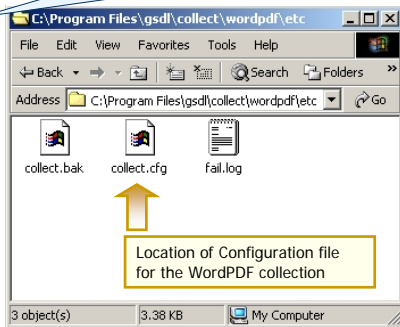 C:\Program Files\gsdl\collect\wordpdf\etc
File Edit View Favorites Tools Help
Back Search Folders »
Address C:\Program Files\gsdl\collect\wordpdf\etc Go
collect.bak collect.cfg fail.log
Location of Configuration file
for the WordPDF collection
3 object(s) 3.38 KB My Computer